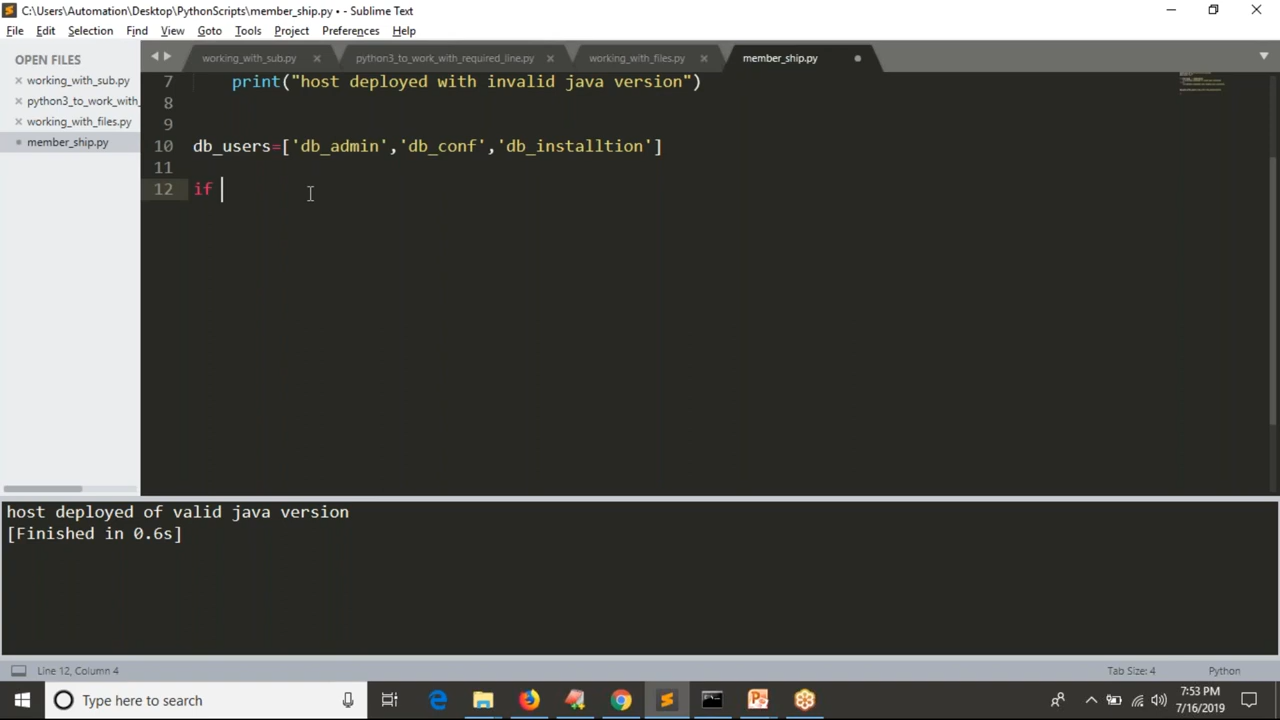 C:\Users\Automation\Desktop\PythonScripts\member_ship.py • - Sublime Text
File Edit Selection View Goto Tools Project Preferences Help
OPEN FILES
working_with_sub.py
python3_to_work_with_
working_with_files.py
member_ship.py
working_with_sub.py
python3_to_work_with_required_line.py
working_with_files.py
member_ship.py
7 print("host deployed with invalid java version")
8
9
10 db_users=['db_admin','db_conf','db_installtion']
11
12 if
host deployed of valid java version
[Finished in 0.6s]
Line 12, Column 4
Tab Size: 4
Python
Type here to search
7:53 PM
7/16/2019